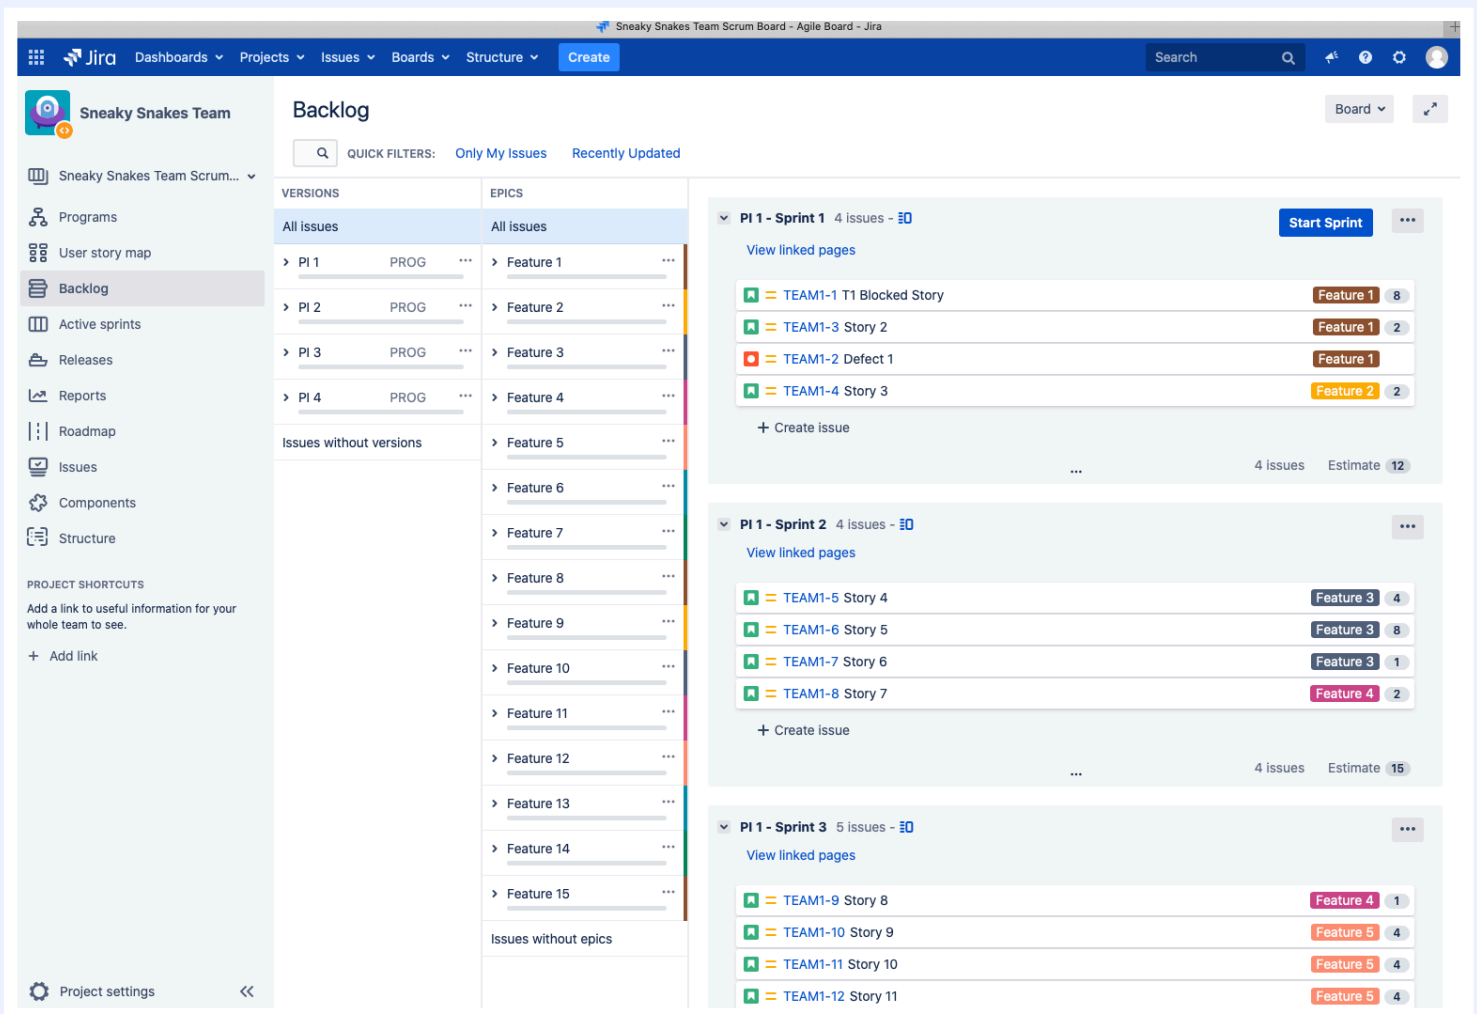 Sneaky Snakes Team Scrum Board - Agile Board - Jira
Jira Dashboards Projects Issues Boards Structure Create Search
Sneaky Snakes Team
Sneaky Snakes Team Scrum...
Programs
User story map
Backlog
Active sprints
Releases
Reports
Roadmap
Issues
Components
Structure
PROJECT SHORTCUTS
Add a link to useful information for your
whole team to see.
+ Add link
Project settings
Backlog
Board
QUICK FILTERS: Only My Issues Recently Updated
VERSIONS
All issues
PI 1 PROG ...
PI 2 PROG ...
PI 3 PROG ...
PI 4 PROG ...
Issues without versions
EPICS
All issues
Feature 1 ...
Feature 2 ...
Feature 3 ...
Feature 4 ...
Feature 5 ...
Feature 6 ...
Feature 7 ...
Feature 8 ...
Feature 9 ...
Feature 10 ...
Feature 11 ...
Feature 12 ...
Feature 13 ...
Feature 14 ...
Feature 15 ...
Issues without epics
PI 1 - Sprint 1 4 issues - Start Sprint ...
View linked pages
TEAM1-1 T1 Blocked Story Feature 1 8
TEAM1-3 Story 2 Feature 1 2
TEAM1-2 Defect 1 Feature 1
TEAM1-4 Story 3 Feature 2 2
+ Create issue
... 4 issues Estimate 12
PI 1 - Sprint 2 4 issues - ...
View linked pages
TEAM1-5 Story 4 Feature 3 4
TEAM1-6 Story 5 Feature 3 8
TEAM1-7 Story 6 Feature 3 1
TEAM1-8 Story 7 Feature 4 2
+ Create issue
... 4 issues Estimate 15
PI 1 - Sprint 3 5 issues - ...
View linked pages
TEAM1-9 Story 8 Feature 4 1
TEAM1-10 Story 9 Feature 5 4
TEAM1-11 Story 10 Feature 5 4
TEAM1-12 Story 11 Feature 5 4